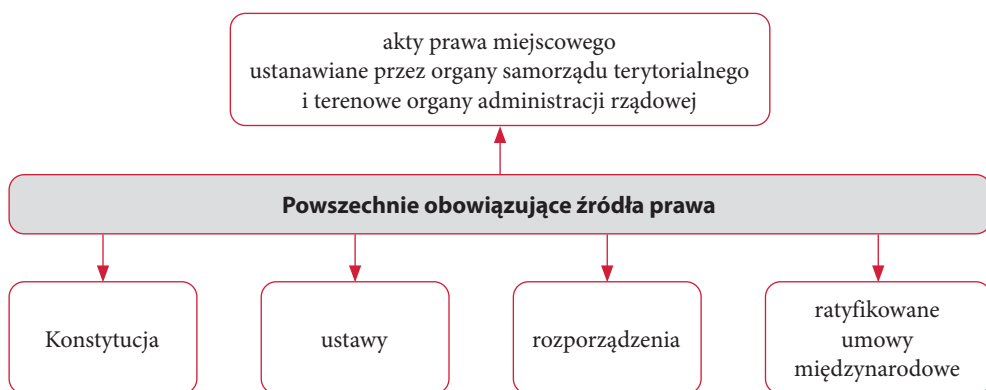 akty prawa miejscowego
ustanawiane przez organy samorządu terytorialnego
i terenowe organy administracji rządowej
Powszechnie obowiązujące źródła prawa
Konstytucja
ustawy
rozporządzenia
ratyfikowane
umowy
międzynarodowe